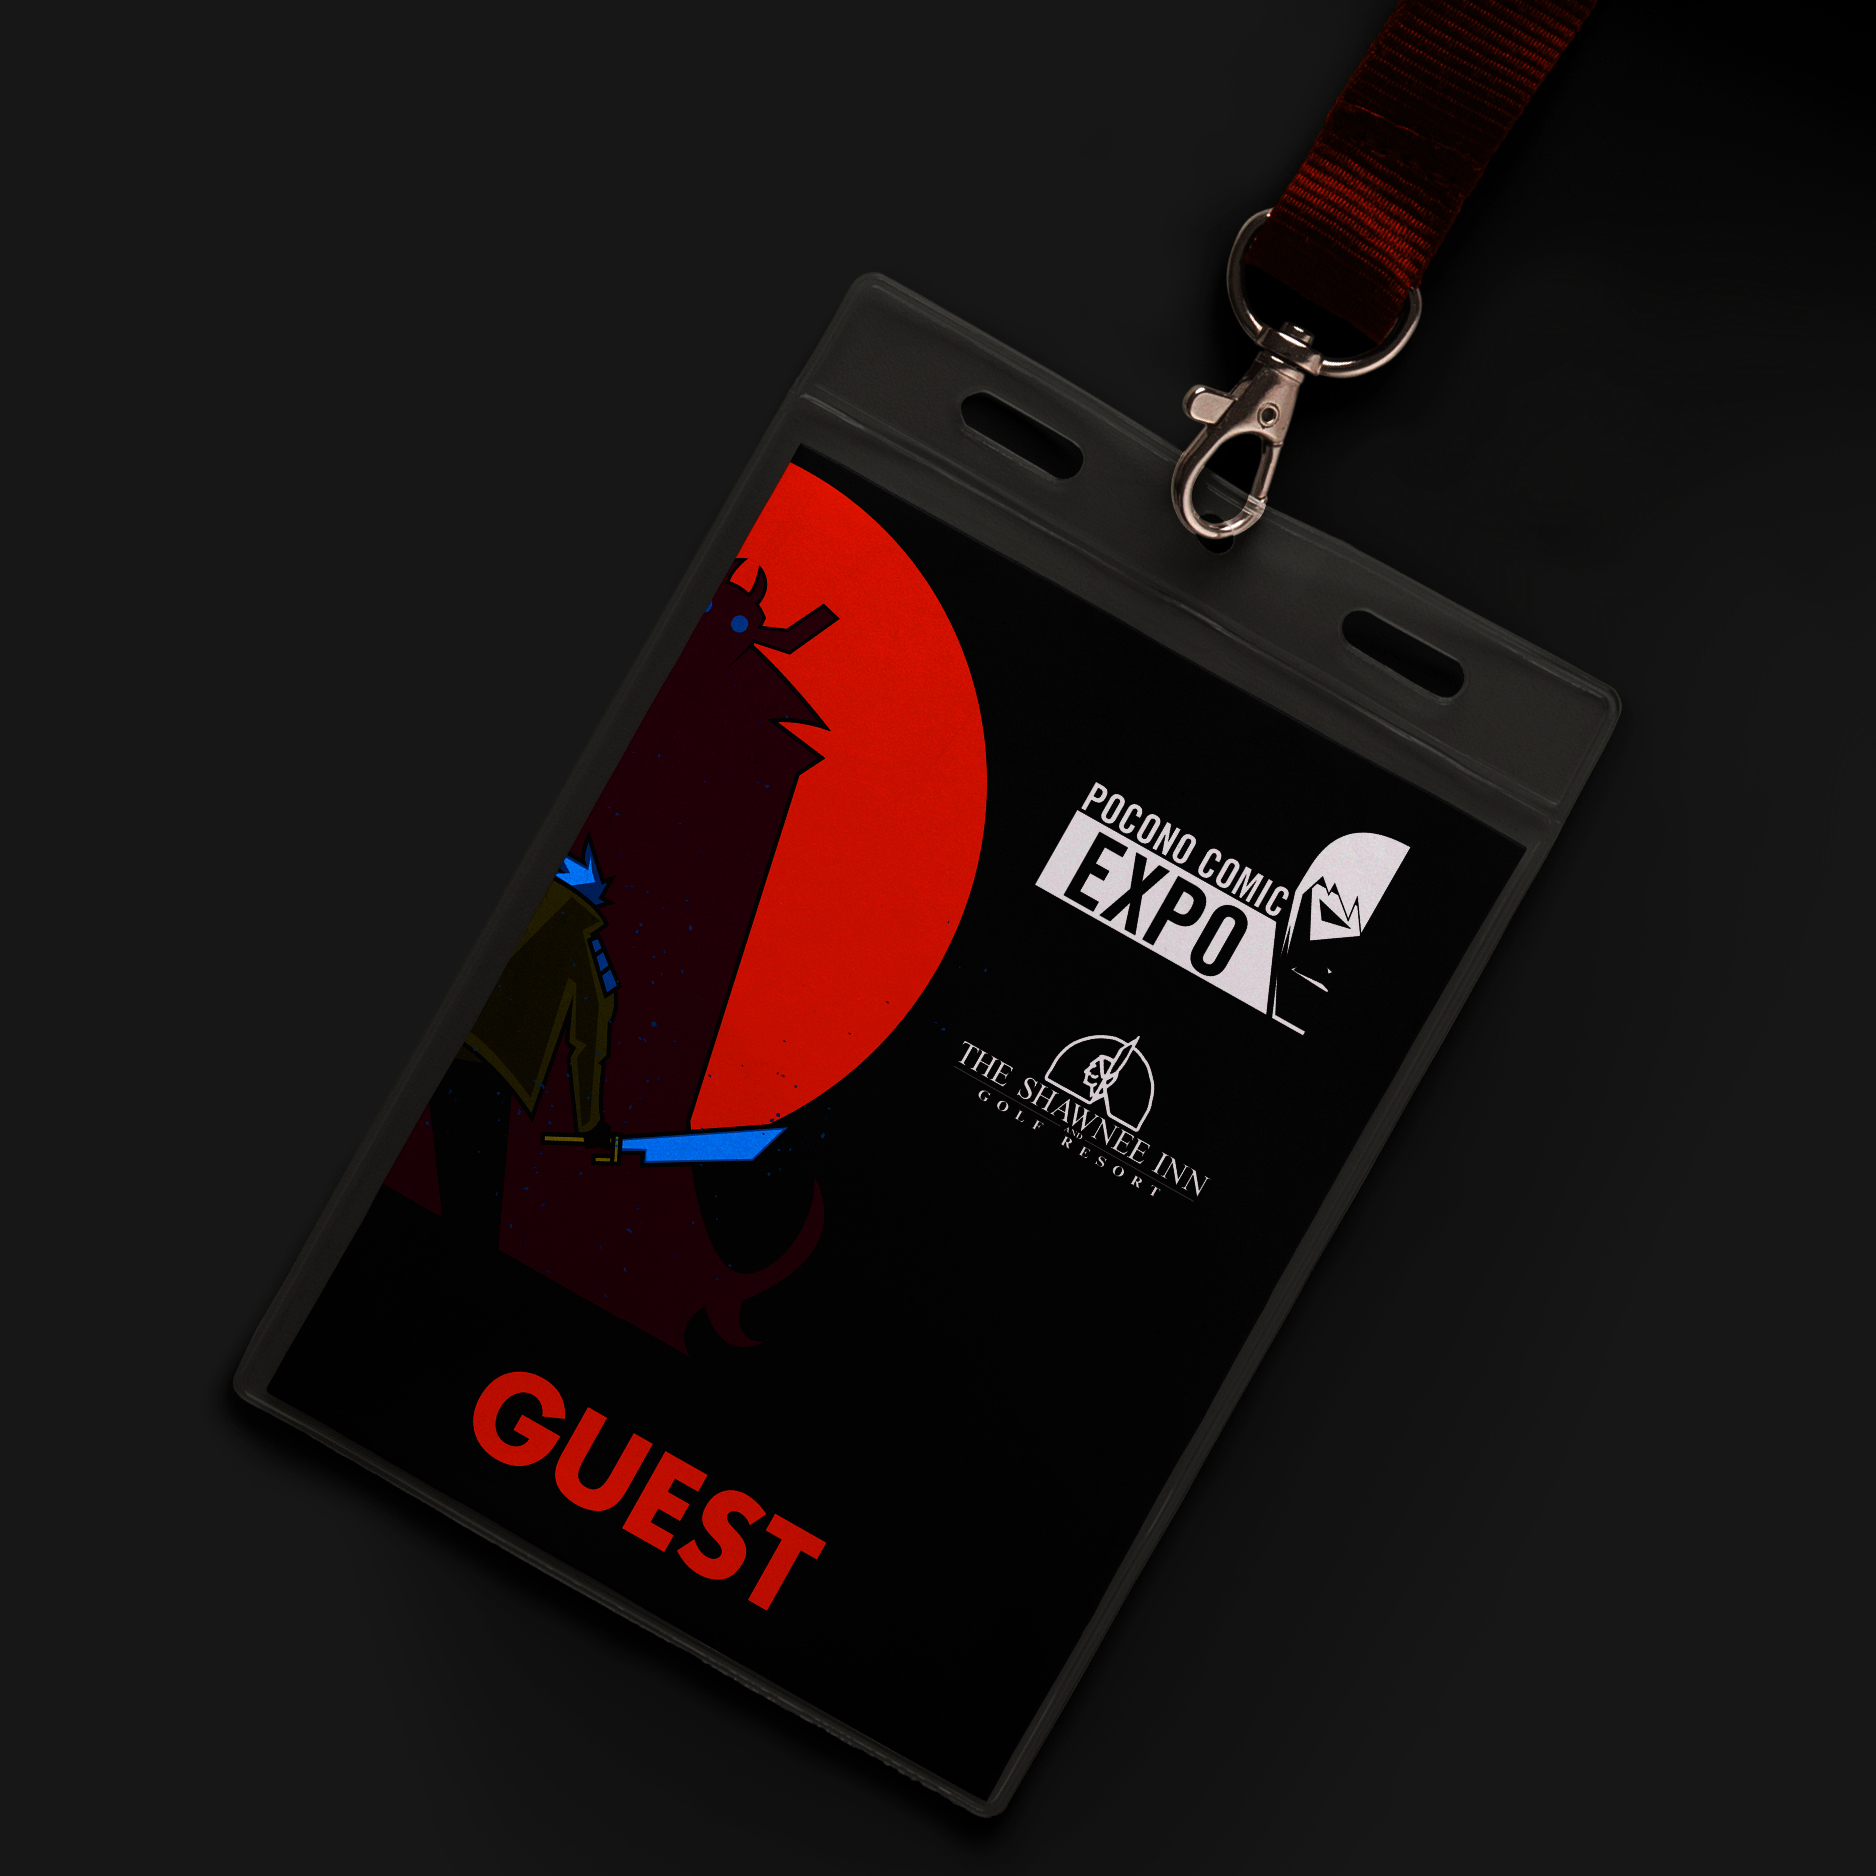 POCONO COMIC
EXPO
THE SHAWNEE INN
AND
GOLF RESORT
GUEST